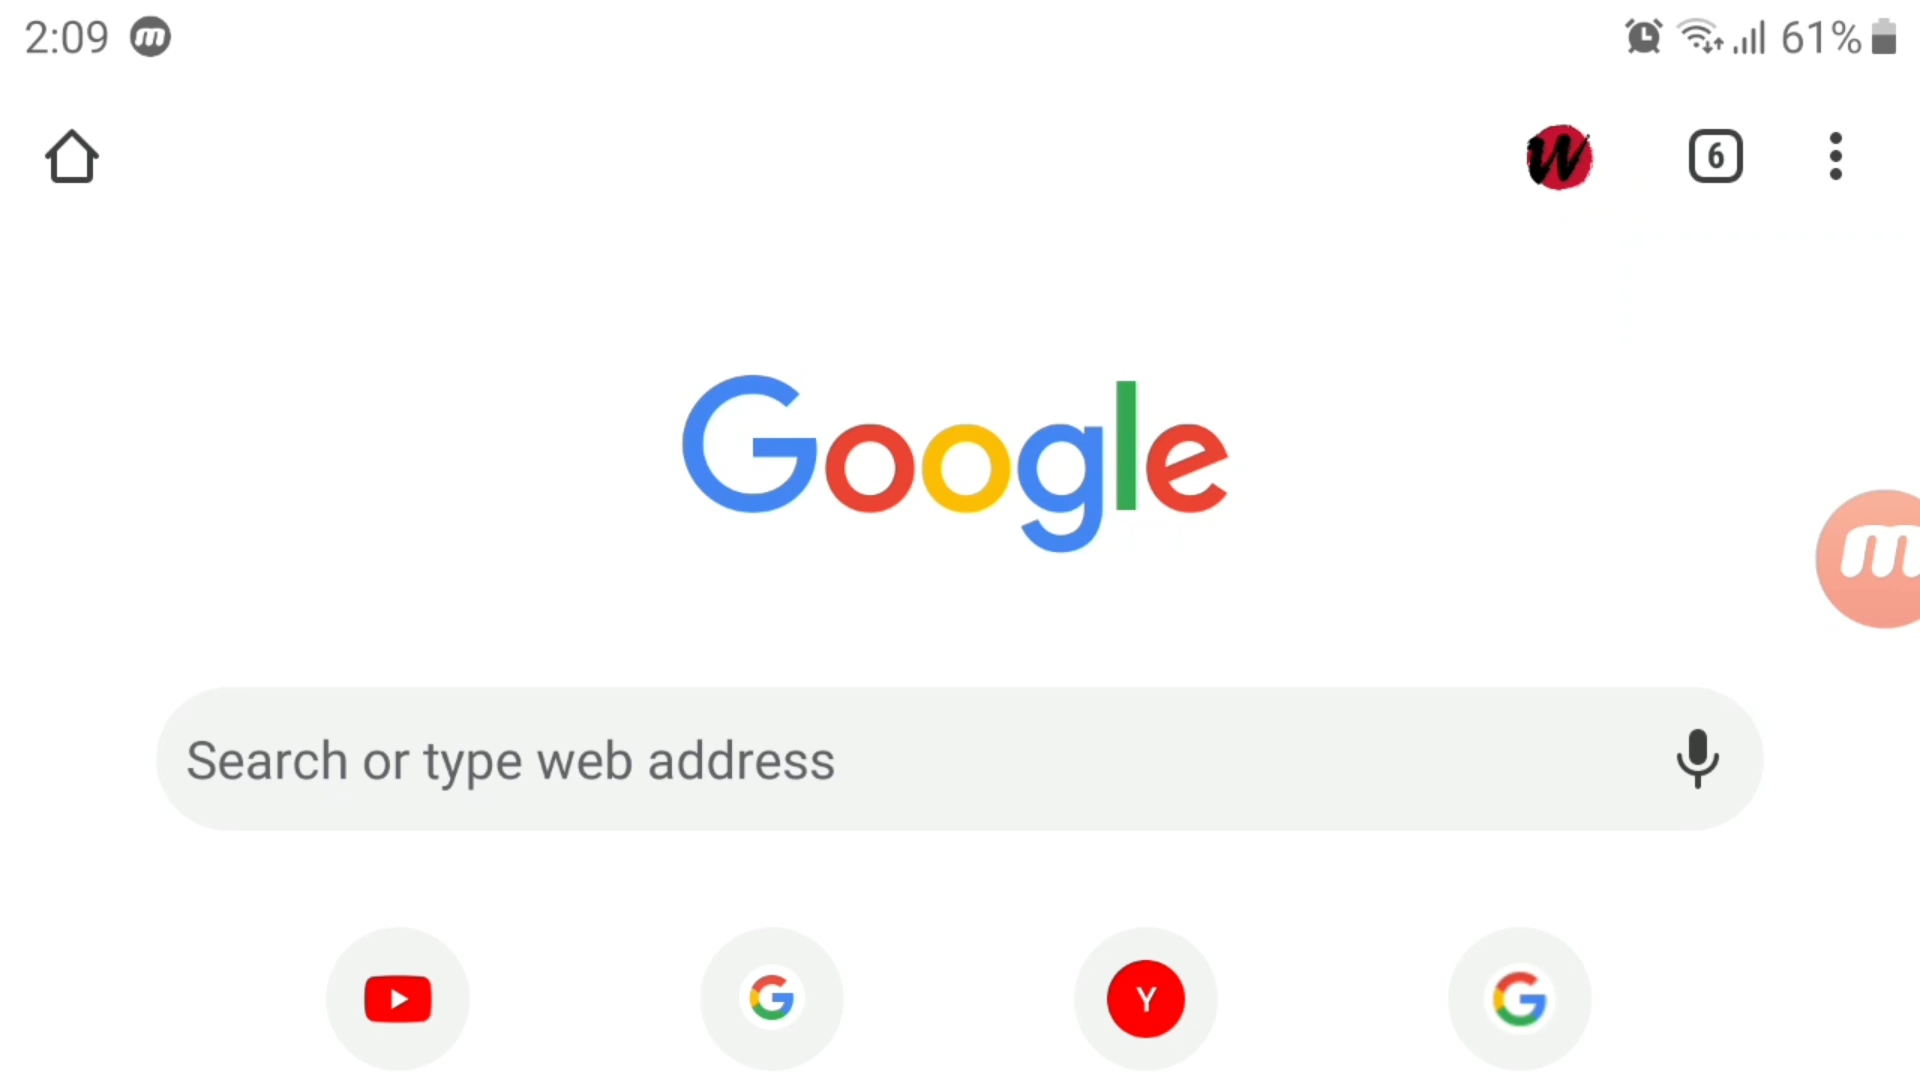 2:09 m 61%
W 6
Google
m
Search or type web address
G Y G